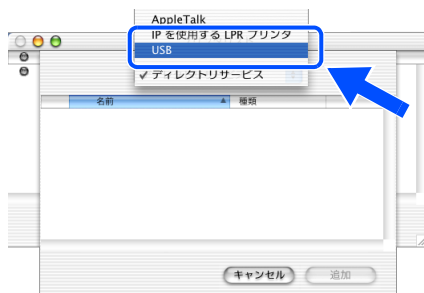 AppleTalk
IP を使用する LPR プリンタ
USB
✓ ディレクトリサービス
名前
種類
キャンセル
追加